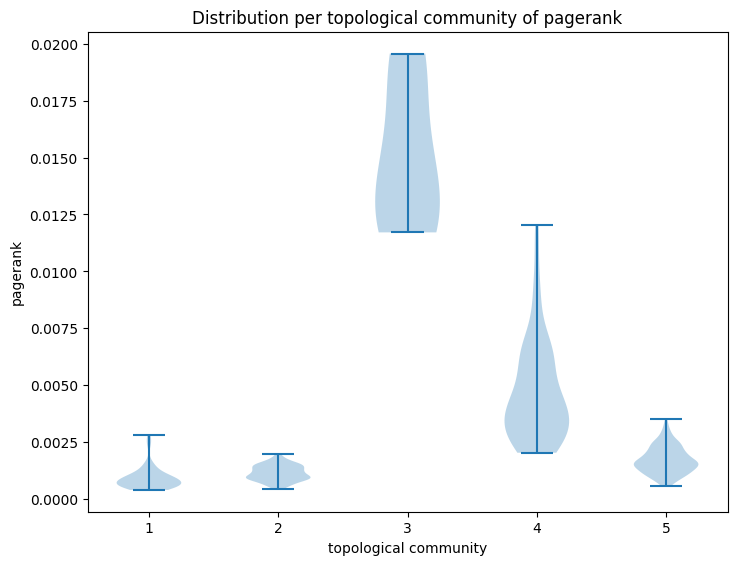 Distribution per topological community of pagerank
0.0200
0.0175
0.0150
0.0125
0.0100
0.0075
0.0050
0.0025
0.0000
pagerank
1 2 3 4 5
topological community